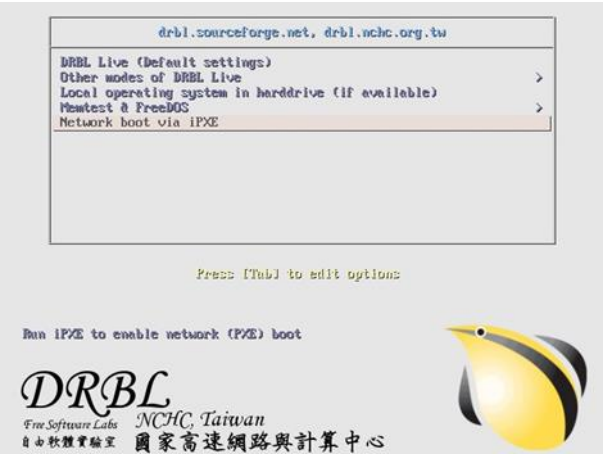 drbl.sourceforge.net, drbl.nchc.org.tw
DRBL Live (Default settings)
Other modes of DRBL Live >
Local operating system in harddrive (if available)
Memtest & FreeDOS >
Network boot via iPXE
Press [Tab] to edit options
Run iPXE to enable network (PXE) boot
DRBL
Free Software Labs NCHC, Taiwan
自由軟體實驗室 國家高速網路與計算中心